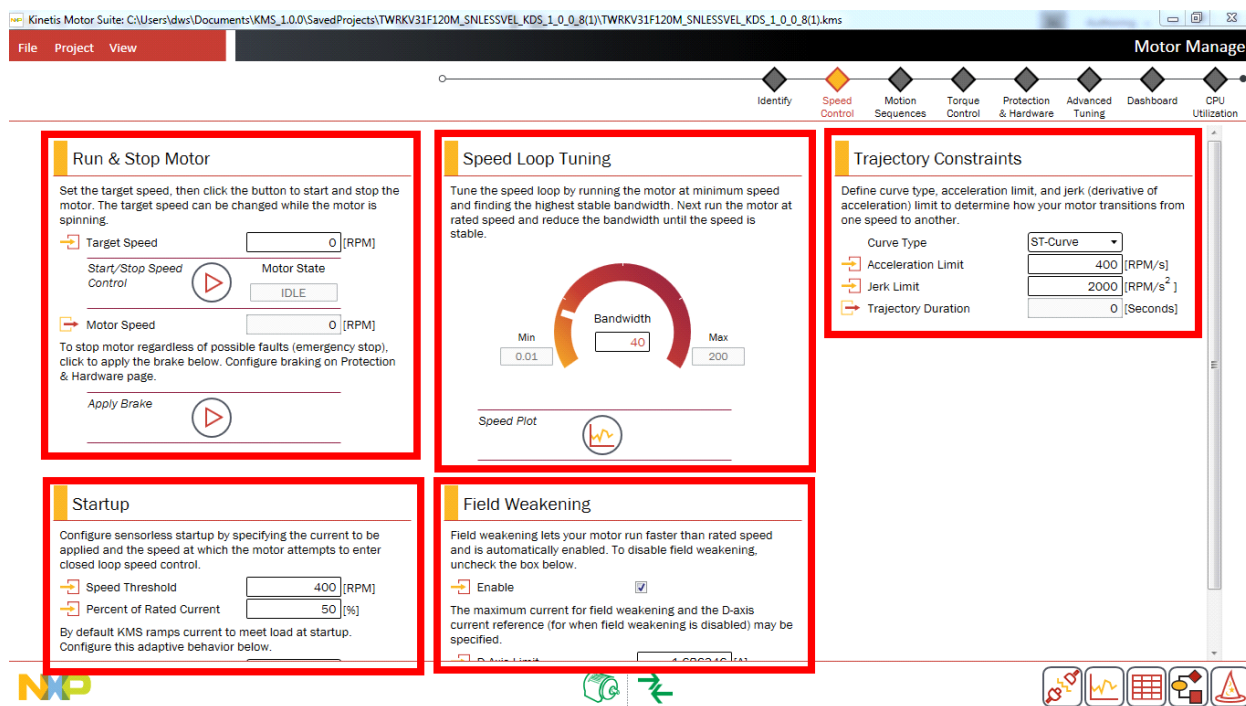 Kinetis Motor Suite: C:\Users\dws\Documents\KMS_1.0.0\SavedProjects\TWRKV31F120M_SNLESSVEL_KDS_1_0_0_8(1)\TWRKV31F120M_SNLESSVEL_KDS_1_0_0_8(1).kms
File Project View
Motor Manage
Identify
Speed Control
Motion Sequences
Torque Control
Protection & Hardware
Advanced Tuning
Dashboard
CPU Utilization
Run & Stop Motor
Set the target speed, then click the button to start and stop the
motor. The target speed can be changed while the motor is
spinning.
Target Speed 0 [RPM]
Start/Stop Speed
Control
Motor State
IDLE
Motor Speed 0 [RPM]
To stop motor regardless of possible faults (emergency stop),
click to apply the brake below. Configure braking on Protection
& Hardware page.
Apply Brake
Speed Loop Tuning
Tune the speed loop by running the motor at minimum speed
and finding the highest stable bandwidth. Next run the motor at
rated speed and reduce the bandwidth until the speed is
stable.
Bandwidth
40
Min
0.01
Max
200
Speed Plot
Trajectory Constraints
Define curve type, acceleration limit, and jerk (derivative of
acceleration) limit to determine how your motor transitions from
one speed to another.
Curve Type ST-Curve
Acceleration Limit 400 [RPM/s]
Jerk Limit 2000 [RPM/s² ]
Trajectory Duration 0 [Seconds]
Startup
Configure sensorless startup by specifying the current to be
applied and the speed at which the motor attempts to enter
closed loop speed control.
Speed Threshold 400 [RPM]
Percent of Rated Current 50 [%]
By default KMS ramps current to meet load at startup.
Configure this adaptive behavior below.
Field Weakening
Field weakening lets your motor run faster than rated speed
and is automatically enabled. To disable field weakening,
uncheck the box below.
Enable
The maximum current for field weakening and the D-axis
current reference (for when field weakening is disabled) may be
specified.
D-Axis Limit 1.686346 [A]
NXP